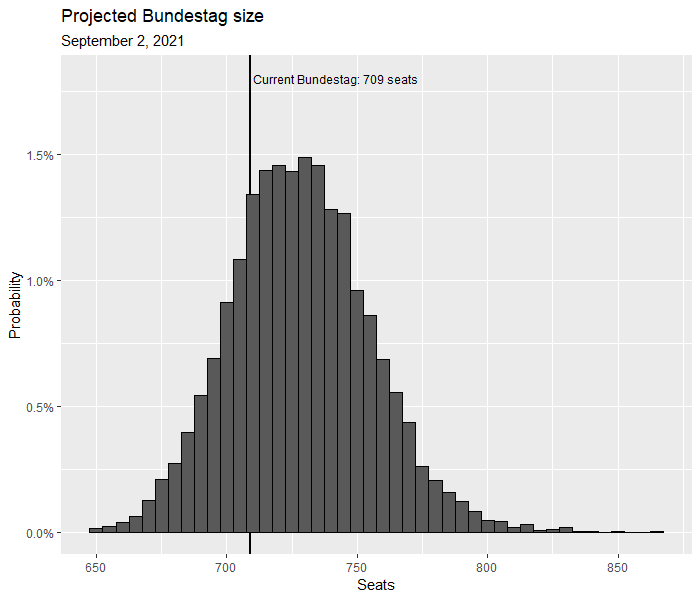 Projected Bundestag size
September 2, 2021
Current Bundestag: 709 seats
1.5%
1.0%
0.5%
0.0%
Probability
650 700 750 800 850
Seats